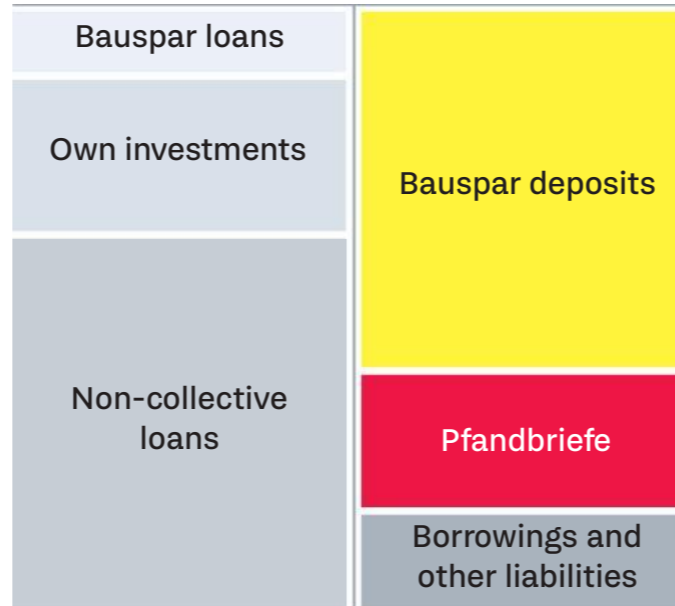 Bauspar loans
Own investments
Non-collective
loans
Bauspar deposits
Pfandbriefe
Borrowings and
other liabilities